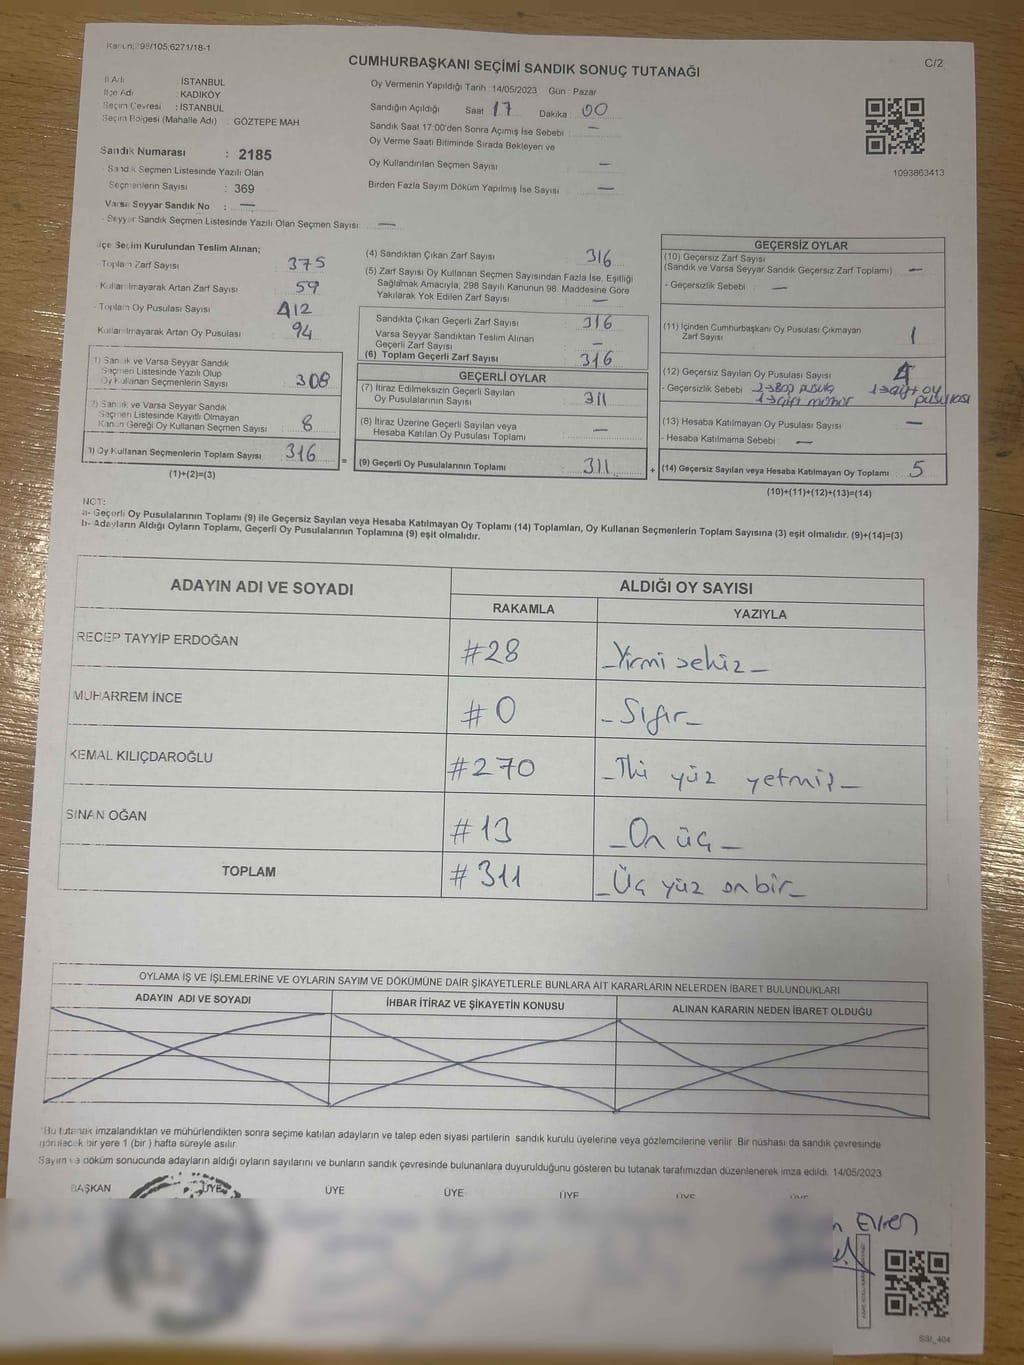 Kanun; 298/105;6271/18-1
CUMHURBAŞKANI SEÇİMİ SANDIK SONUÇ TUTANAĞI
C/2
İl Adı : İSTANBUL
İlçe Adı : KADIKÖY
Seçim Çevresi : İSTANBUL
Seçim Bölgesi (Mahalle Adı) : GÖZTEPE MAH
Sandık Numarası : 2185
- Sandık Seçmen Listesinde Yazılı Olan
Seçmenlerin Sayısı : 369
Varsa Seyyar Sandık No : —
- Seyyar Sandık Seçmen Listesinde Yazılı Olan Seçmen Sayısı: —
Oy Vermenin Yapıldığı Tarih :14/05/2023 Gün : Pazar
Sandığın Açıldığı Saat 17 Dakika : 00
Sandık Saat 17:00'den Sonra Açımış İse Sebebi : —
Oy Verme Saati Bitiminde Sırada Bekleyen ve
Oy Kullandırılan Seçmen Sayısı —
Birden Fazla Sayım Döküm Yapılmış İse Sayısı —
1093863413
İlçe Seçim Kurulundan Teslim Alınan;
- Toplam Zarf Sayısı 375
Kullanılmayarak Artan Zarf Sayısı 59
- Toplam Oy Pusulası Sayısı 412
Kullanılmayarak Artan Oy Pusulası 94
1) Sandık ve Varsa Seyyar Sandık
Seçmen Listesinde Yazılı Olup
Oy Kullanan Seçmenlerin Sayısı 308
2) Sandık ve Varsa Seyyar Sandık
Seçmen Listesinde Kayıtlı Olmayan
Kanun Gereği Oy Kullanan Seçmen Sayısı : 8
3) Oy Kullanan Seçmenlerin Toplam Sayısı 316
(1)+(2)=(3)
(4) Sandıktan Çıkan Zarf Sayısı 316
(5) Zarf Sayısı Oy Kullanan Seçmen Sayısından Fazla İse, Eşitliği
Sağlamak Amacıyla, 298 Sayılı Kanunun 98. Maddesine Göre
Yakılarak Yok Edilen Zarf Sayısı —
Sandıkta Çıkan Geçerli Zarf Sayısı : 316
Varsa Seyyar Sandıktan Teslim Alınan
Geçerli Zarf Sayısı —
(6) Toplam Geçerli Zarf Sayısı 316
GEÇERLİ OYLAR
(7) İtiraz Edilmeksizin Geçerli Sayılan
Oy Pusulalarının Sayısı : 311
(8) İtiraz Üzerine Geçerli Sayılan veya
Hesaba Katılan Oy Pusulası Toplamı —
= (9) Geçerli Oy Pusulalarının Toplamı : 311
GEÇERSİZ OYLAR
(10) Geçersiz Zarf Sayısı
(Sandık ve Varsa Seyyar Sandık Geçersiz Zarf Toplamı) —
- Geçersizlik Sebebi : —
(11) İçinden Cumhurbaşkanı Oy Pusulası Çıkmayan
Zarf Sayısı 1
(12) Geçersiz Sayılan Oy Pusulası Sayısı 4
- Geçersizlik Sebebi 2→Boş pusula 1→çift oy
1→çift mühür pusulası
(13) Hesaba Katılmayan Oy Pusulası Sayısı —
- Hesaba Katılmama Sebebi : —
+ (14) Geçersiz Sayılan veya Hesaba Katılmayan Oy Toplamı 5
(10)+(11)+(12)+(13)=(14)
NOT:
a- Geçerli Oy Pusulalarının Toplamı (9) ile Geçersiz Sayılan veya Hesaba Katılmayan Oy Toplamı (14) Toplamları, Oy Kullanan Seçmenlerin Toplam Sayısına (3) eşit olmalıdır. (9)+(14)=(3)
b- Adayların Aldığı Oyların Toplamı, Geçerli Oy Pusulalarının Toplamına (9) eşit olmalıdır.
ADAYIN ADI VE SOYADI
ALDIĞI OY SAYISI
RAKAMLA YAZIYLA
RECEP TAYYİP ERDOĞAN #28 _Yirmi sekiz_
MUHARREM İNCE #0 _Sıfır_
KEMAL KILIÇDAROĞLU #270 _İki yüz yetmiş_
SİNAN OĞAN #13 _On üç_
TOPLAM #311 _Üç yüz on bir_
OYLAMA İŞ VE İŞLEMLERİNE VE OYLARIN SAYIM VE DÖKÜMÜNE DAİR ŞİKAYETLERLE BUNLARA AİT KARARLARIN NELERDEN İBARET BULUNDUKLARI
ADAYIN ADI VE SOYADI İHBAR İTİRAZ VE ŞİKAYETİN KONUSU ALINAN KARARIN NEDEN İBARET OLDUĞU
*Bu tutanak imzalandıktan ve mühürlendikten sonra seçime katılan adayların ve talep eden siyasi partilerin sandık kurulu üyelerine veya gözlemcilerine verilir. Bir nüshası da sandık çevresinde
görülecek bir yere 1 (bir ) hafta süreyle asılır.
Sayım ve döküm sonucunda adayların aldığı oyların sayılarını ve bunların sandık çevresinde bulunanlara duyurulduğunu gösteren bu tutanak tarafımızdan düzenlenerek imza edildi. 14/05/2023
BAŞKAN ÜYE ÜYE ÜYE ÜYE ÜYE ÜYE
Evren
SSI_404